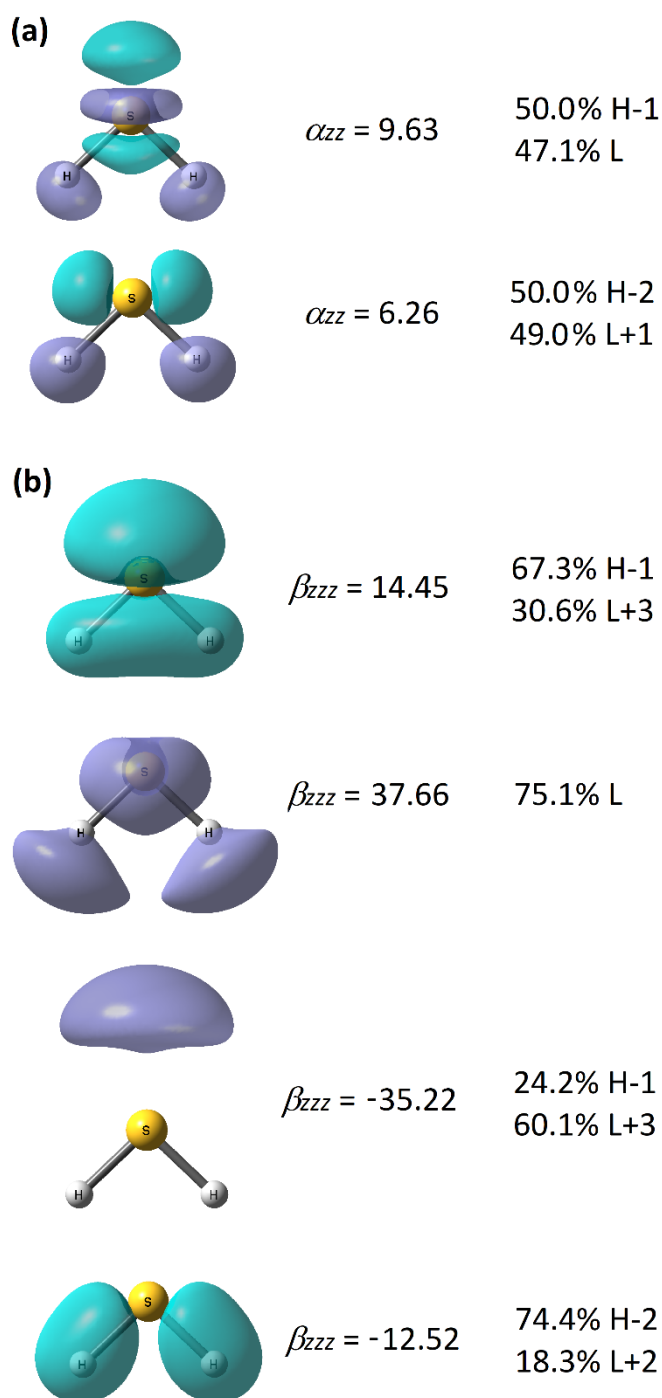 (a)
S
H H
αzz = 9.63
50.0% H-1
47.1% L
S
H H
αzz = 6.26
50.0% H-2
49.0% L+1
(b)
S
H H
βzzz = 14.45
67.3% H-1
30.6% L+3
S
H H
βzzz = 37.66
75.1% L
S
H H
βzzz = -35.22
24.2% H-1
60.1% L+3
S
H H
βzzz = -12.52
74.4% H-2
18.3% L+2